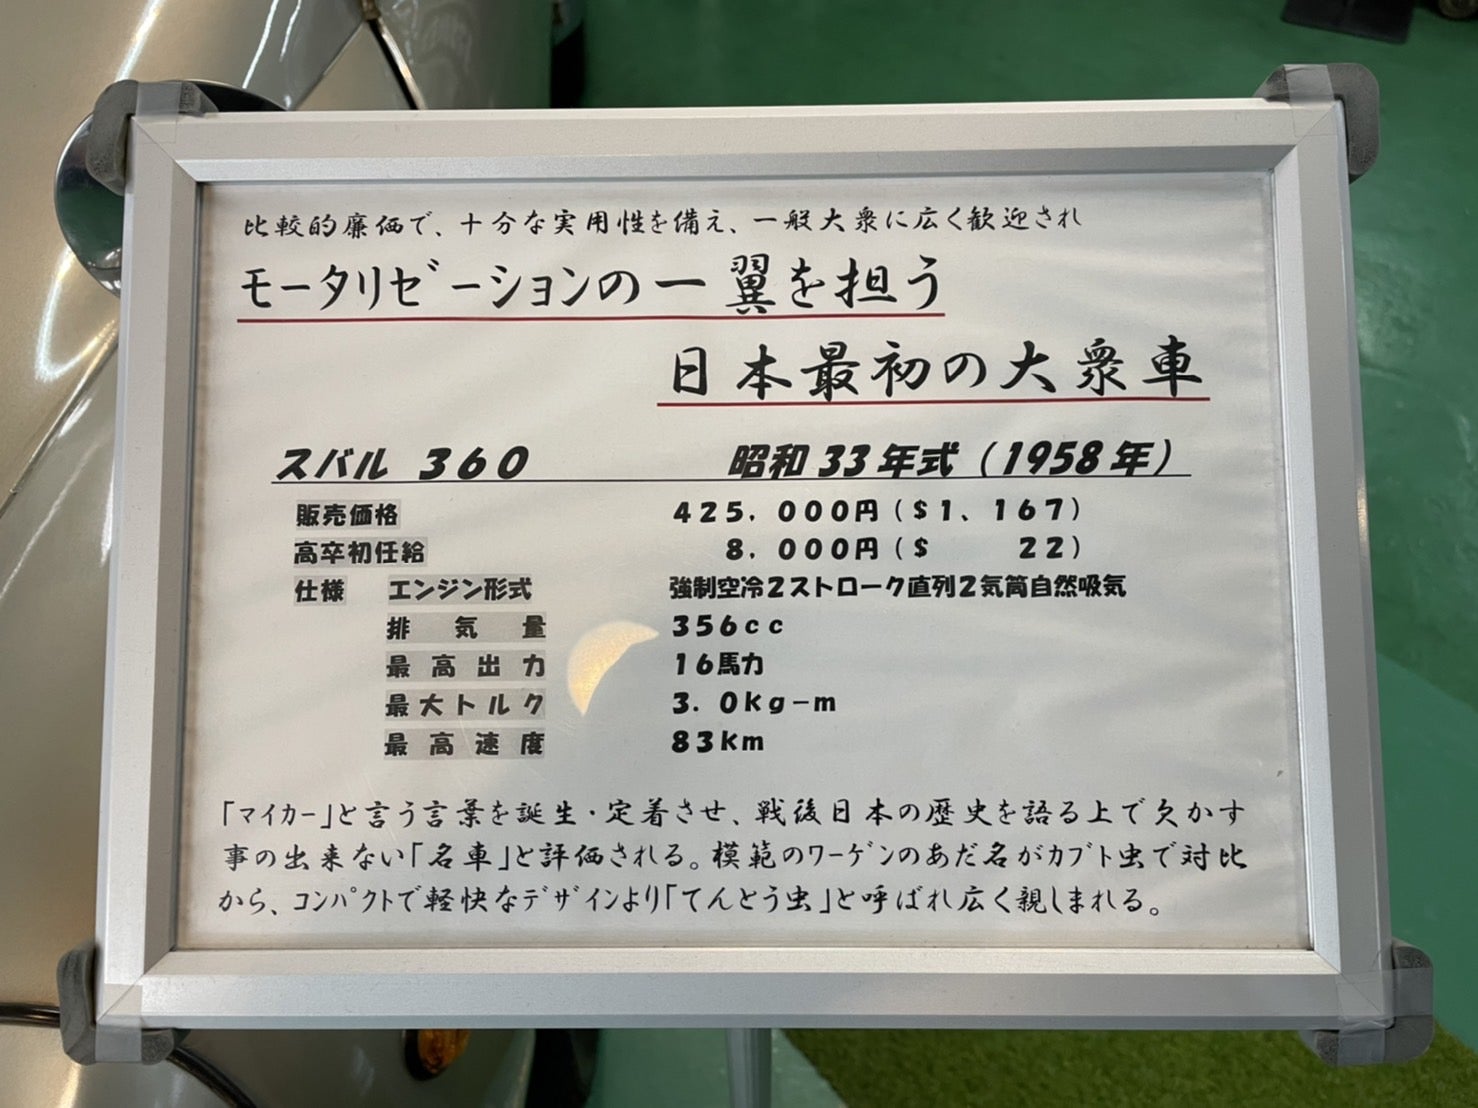 比較的廉価で、十分な実用性を備え、一般大衆に広く歓迎され
モータリゼーションの一翼を担う
日本最初の大衆車
スバル 360 昭和33年式(1958年)
販売価格 425,000円($1、167)
高卒初任給 8,000円($ 22)
仕様 エンジン形式 強制空冷2ストローク直列2気筒自然吸気
排気量 356cc
最高出力 16馬力
最大トルク 3.0kg-m
最高速度 83km
「マイカー」と言う言葉を誕生・定着させ、戦後日本の歴史を語る上で欠かす
事の出来ない「名車」と評価される。模範のワーゲンのあだ名がカブト虫で対比
から、コンパクトで軽快なデザインより「てんとう虫」と呼ばれ広く親しまれる。